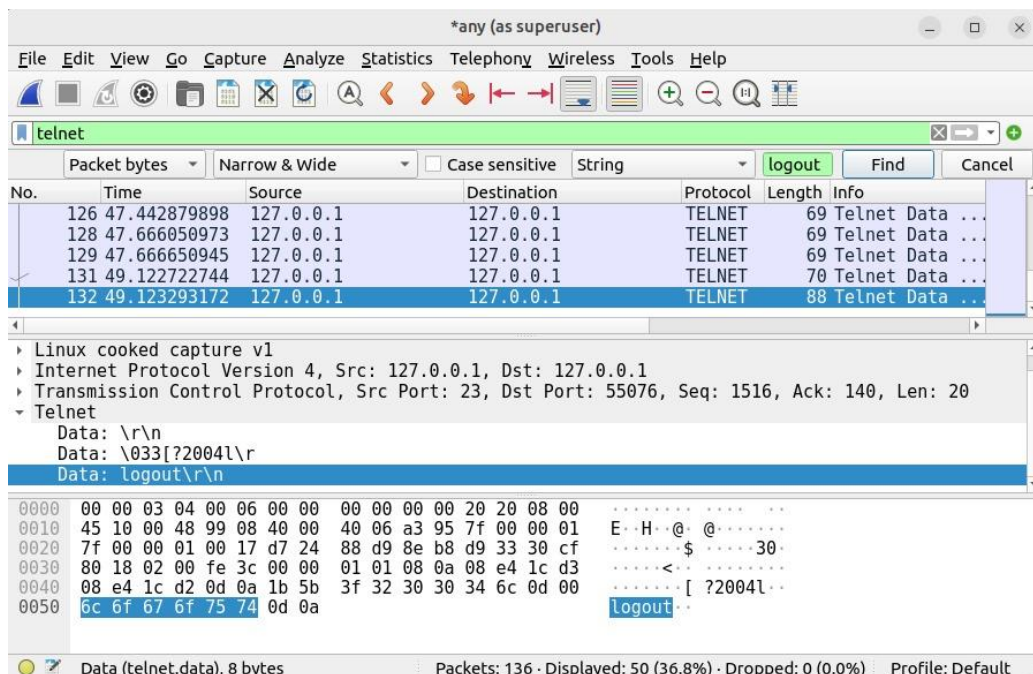 *any (as superuser)
File Edit View Go Capture Analyze Statistics Telephony Wireless Tools Help
telnet
Packet bytes Narrow & Wide Case sensitive String logout Find Cancel
No. Time Source Destination Protocol Length Info
126 47.442879898 127.0.0.1 127.0.0.1 TELNET 69 Telnet Data ...
128 47.666050973 127.0.0.1 127.0.0.1 TELNET 69 Telnet Data ...
129 47.666650945 127.0.0.1 127.0.0.1 TELNET 69 Telnet Data ...
131 49.122722744 127.0.0.1 127.0.0.1 TELNET 70 Telnet Data ...
132 49.123293172 127.0.0.1 127.0.0.1 TELNET 88 Telnet Data ...
Linux cooked capture v1
Internet Protocol Version 4, Src: 127.0.0.1, Dst: 127.0.0.1
Transmission Control Protocol, Src Port: 23, Dst Port: 55076, Seq: 1516, Ack: 140, Len: 20
Telnet
Data: \r\n
Data: \033[?2004l\r
Data: logout\r\n
0000 00 00 03 04 00 06 00 00 00 00 00 00 20 20 08 00 ········ ···· ··
0010 45 10 00 48 99 08 40 00 40 06 a3 95 7f 00 00 01 E··H··@· @·······
0020 7f 00 00 01 00 17 d7 24 88 d9 8e b8 d9 33 30 cf ·······$ ·····30·
0030 80 18 02 00 fe 3c 00 00 01 01 08 0a 08 e4 1c d3 ·····<·· ········
0040 08 e4 1c d2 0d 0a 1b 5b 3f 32 30 30 34 6c 0d 00 ·······[ ?2004l··
0050 6c 6f 67 6f 75 74 0d 0a logout··
Data (telnet.data), 8 bytes Packets: 136 · Displayed: 50 (36.8%) · Dropped: 0 (0.0%) Profile: Default